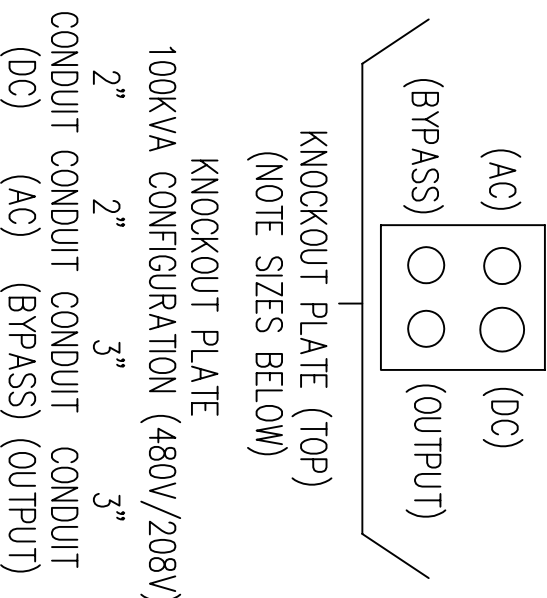 (AC) (DC)
(BYPASS) (OUTPUT)
KNOCKOUT PLATE (TOP)
(NOTE SIZES BELOW)
KNOCKOUT PLATE
100KVA CONFIGURATION (480V/208V)
2” 2” 3” 3”
CONDUIT CONDUIT CONDUIT CONDUIT
(DC) (AC) (BYPASS) (OUTPUT)